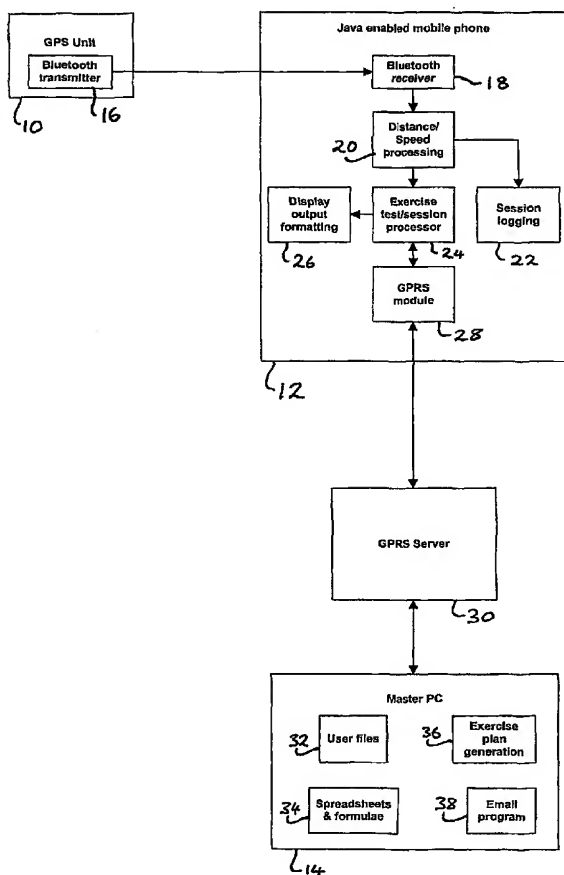 GPS Unit
Bluetooth
transmitter
10
16
Java enabled mobile phone
Bluetooth
receiver
18
Distance/
Speed
processing
20
Display
output
formatting
26
Exercise
test/session
processor
24
Session
logging
22
GPRS
module
28
12
GPRS Server
30
Master PC
32
User files
36
Exercise
plan
generation
34
Spreadsheets
& formulae
38
Email
program
14